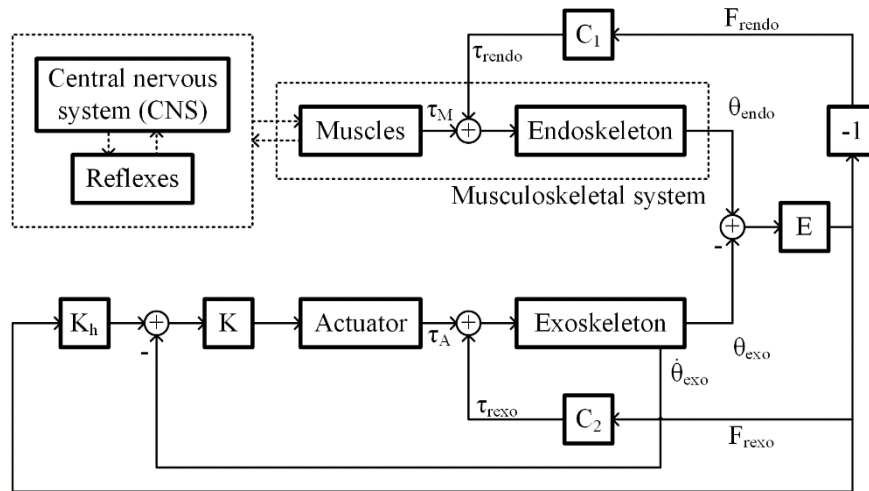 Central nervous
system (CNS)
Reflexes
Muscles
τM
τrendo
C1
Frendo
Endoskeleton
θendo
-1
Musculoskeletal system
+
+
-
E
Kh
+
-
K
Actuator
τA
+
Exoskeleton
θexo
θ̇exo
τrexo
C2
Frexo